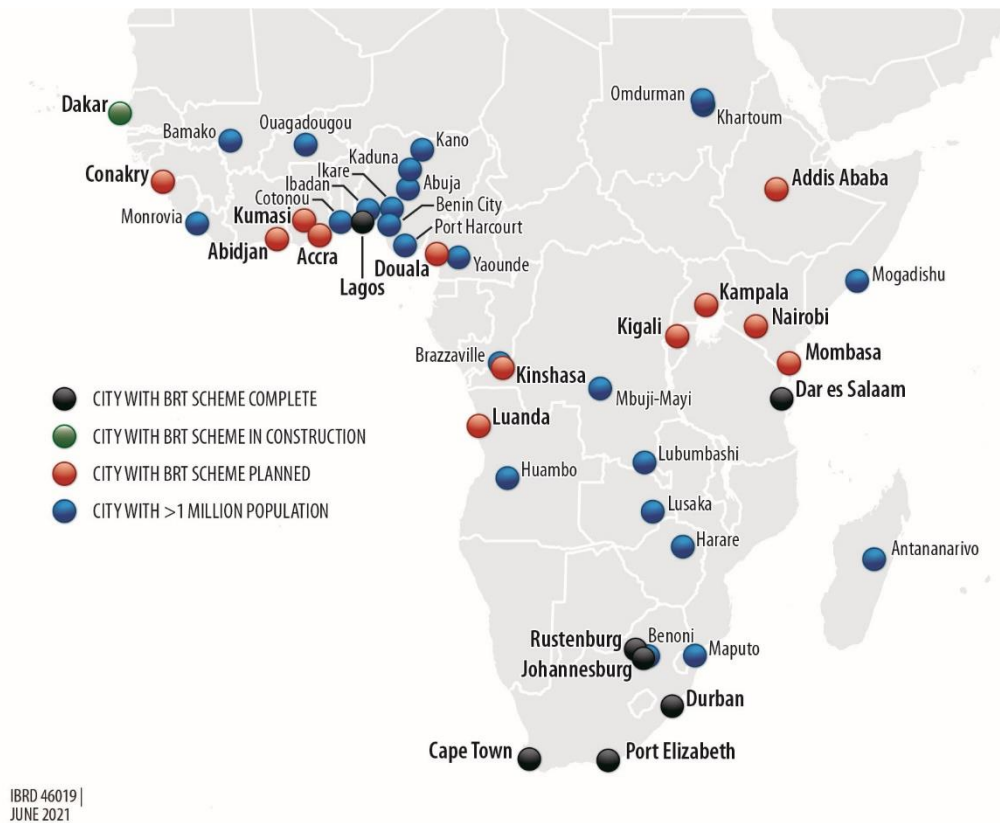 Dakar
Bamako
Ouagadougou
Kano
Omdurman
Khartoum
Kaduna
Ikare
Conakry
Ibadan
Abuja
Addis Ababa
Cotonou
Benin City
Monrovia
Kumasi
Port Harcourt
Abidjan
Accra
Douala
Yaounde
Lagos
Mogadishu
Kampala
Kigali
Nairobi
Brazzaville
Kinshasa
Mombasa
Mbuji-Mayi
Dar es Salaam
Luanda
Lubumbashi
Huambo
Lusaka
Harare
Antananarivo
CITY WITH BRT SCHEME COMPLETE
CITY WITH BRT SCHEME IN CONSTRUCTION
CITY WITH BRT SCHEME PLANNED
CITY WITH >1 MILLION POPULATION
Rustenburg
Benoni
Maputo
Johannesburg
Durban
Cape Town
Port Elizabeth
IBRD 46019 |
JUNE 2021